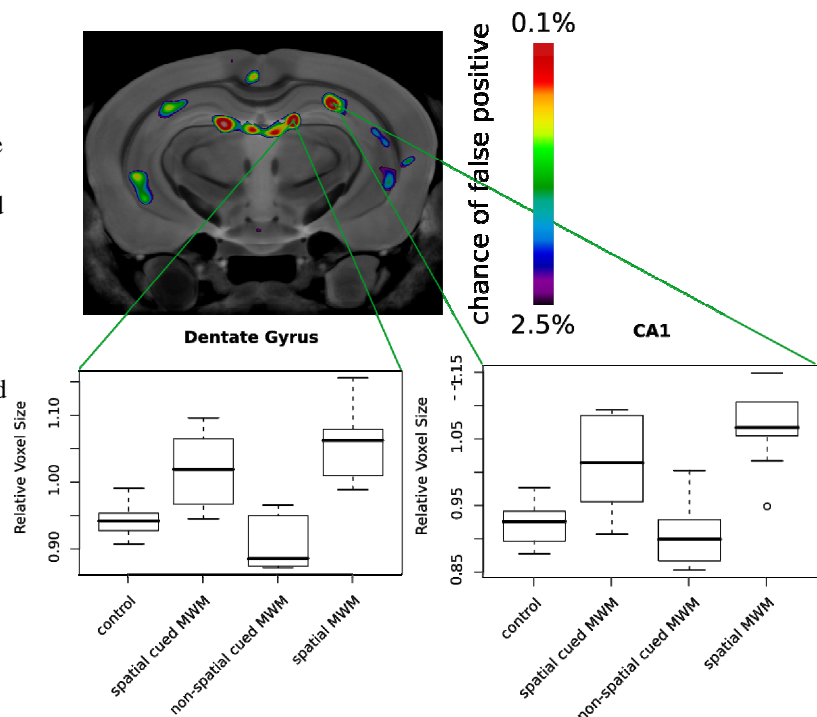 0.1%
chance of false positive
2.5%
e
d
d
Dentate Gyrus
CA1
Relative Voxel Size
1.10
1.00
0.90
control
spatial cued MWM
non-spatial cued MWM
spatial MWM
Relative Voxel Size
1.15
1.05
0.95
0.85
control
spatial cued MWM
non-spatial cued MWM
spatial MWM